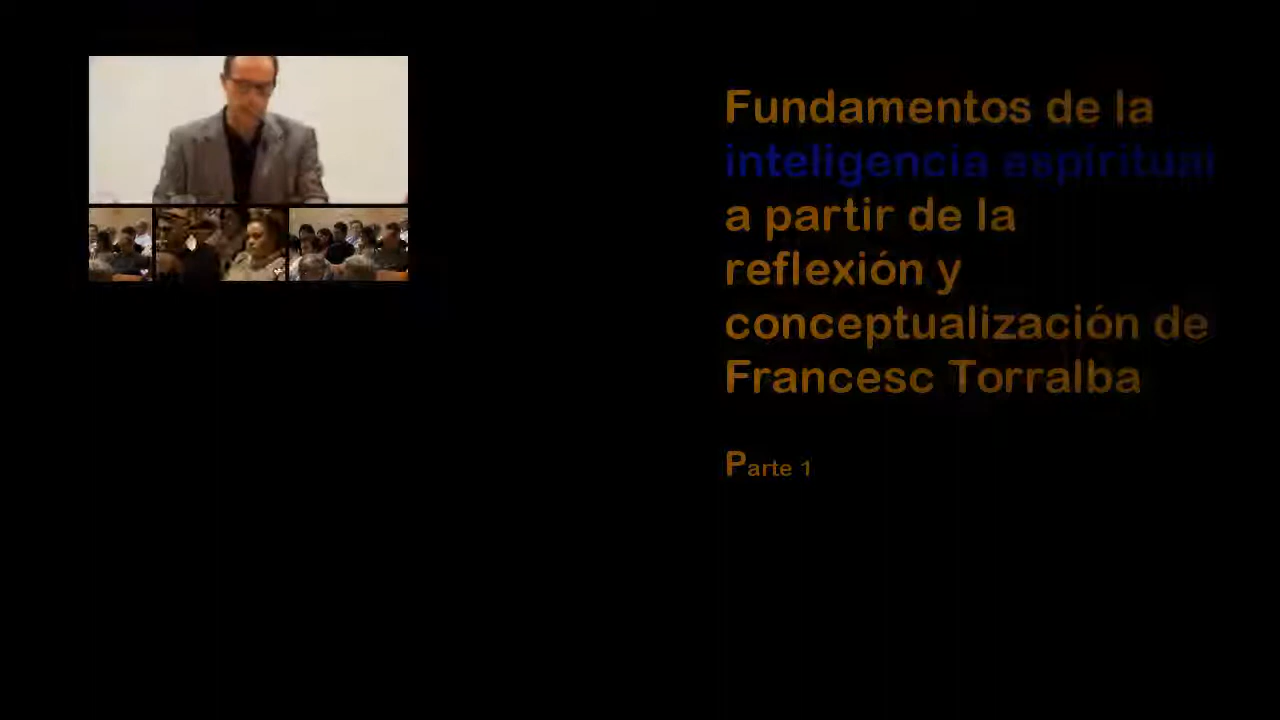 Fundamentos de la
inteligencia espiritual
a partir de la
reflexión y
conceptualización de
Francesc Torralba
Parte 1